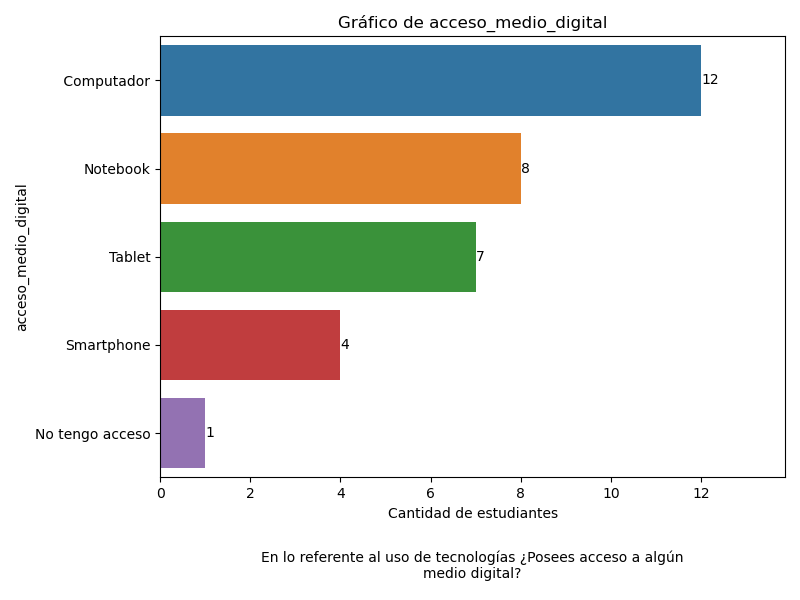 Gráfico de acceso_medio_digital
acceso_medio_digital
Computador
12
Notebook
8
Tablet
7
Smartphone
4
No tengo acceso
1
0 2 4 6 8 10 12
Cantidad de estudiantes
En lo referente al uso de tecnologías ¿Posees acceso a algún
medio digital?